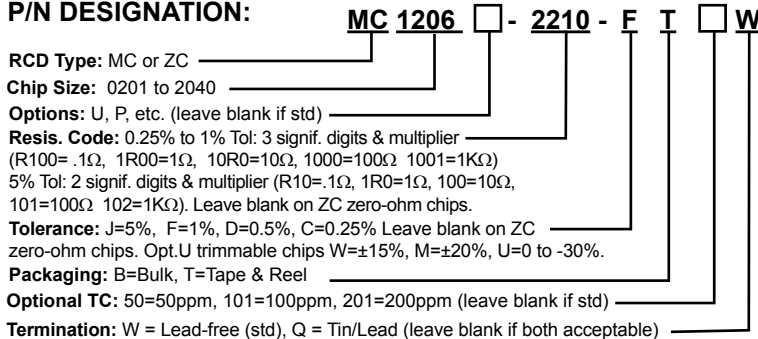 P/N DESIGNATION:
MC 1206 □ - 2210 - F T □ W
RCD Type: MC or ZC
Chip Size: 0201 to 2040
Options: U, P, etc. (leave blank if std)
Resis. Code: 0.25% to 1% Tol: 3 signif. digits & multiplier
(R100= .1Ω, 1R00=1Ω, 10R0=10Ω, 1000=100Ω 1001=1KΩ)
5% Tol: 2 signif. digits & multiplier (R10=.1Ω, 1R0=1Ω, 100=10Ω,
101=100Ω 102=1KΩ). Leave blank on ZC zero-ohm chips.
Tolerance: J=5%, F=1%, D=0.5%, C=0.25% Leave blank on ZC
zero-ohm chips. Opt.U trimmable chips W=±15%, M=±20%, U=0 to -30%.
Packaging: B=Bulk, T=Tape & Reel
Optional TC: 50=50ppm, 101=100ppm, 201=200ppm (leave blank if std)
Termination: W = Lead-free (std), Q = Tin/Lead (leave blank if both acceptable)